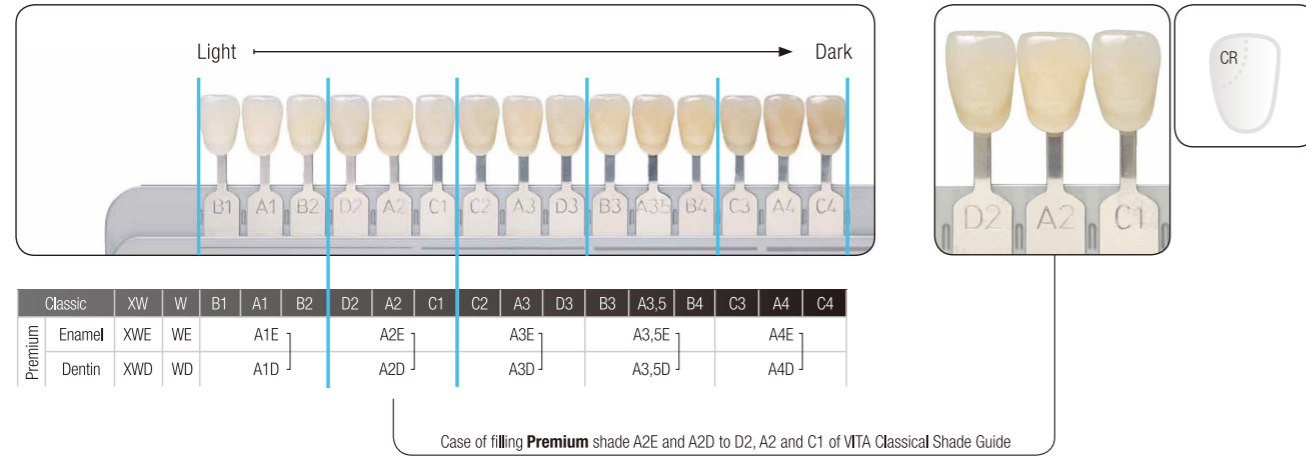 Light Dark
B1 A1 B2 D2 A2 C1 C2 A3 D3 B3 A35 B4 C3 A4 C4
D2 A2 C1
CR
Classic XW W B1 A1 B2 D2 A2 C1 C2 A3 D3 B3 A3,5 B4 C3 A4 C4
Premium
Enamel XWE WE A1E A2E A3E A3,5E A4E
Dentin XWD WD A1D A2D A3D A3,5D A4D
Case of filling Premium shade A2E and A2D to D2, A2 and C1 of VITA Classical Shade Guide